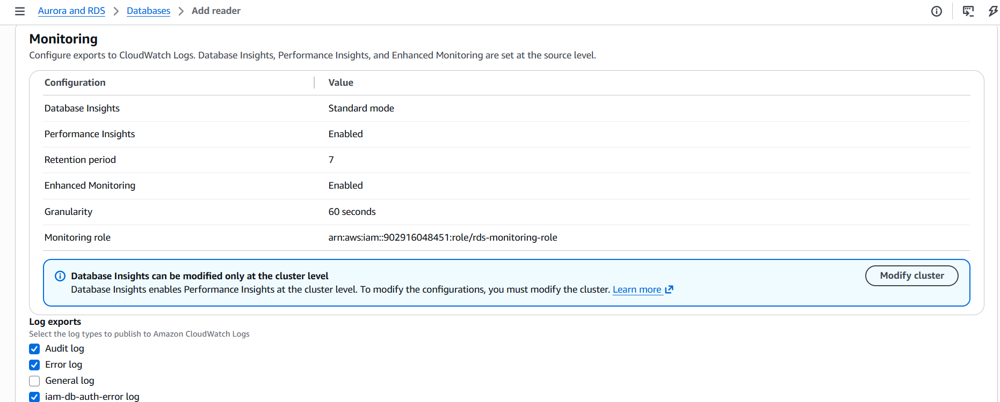 Aurora and RDS > Databases > Add reader
Monitoring
Configure exports to CloudWatch Logs. Database Insights, Performance Insights, and Enhanced Monitoring are set at the source level.
Configuration Value
Database Insights Standard mode
Performance Insights Enabled
Retention period 7
Enhanced Monitoring Enabled
Granularity 60 seconds
Monitoring role arn:aws:iam::902916048451:role/rds-monitoring-role
Database Insights can be modified only at the cluster level
Modify cluster
Database Insights enables Performance Insights at the cluster level. To modify the configurations, you must modify the cluster. Learn more
Log exports
Select the log types to publish to Amazon CloudWatch Logs
Audit log
Error log
General log
iam-db-auth-error log